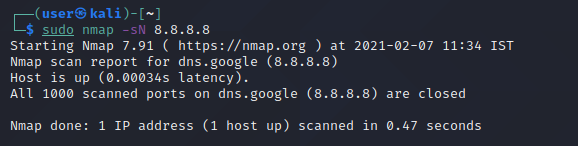 ┌──(user㉿kali)-[~]
└─$ sudo nmap -sN 8.8.8.8
Starting Nmap 7.91 ( https://nmap.org ) at 2021-02-07 11:34 IST
Nmap scan report for dns.google (8.8.8.8)
Host is up (0.00034s latency).
All 1000 scanned ports on dns.google (8.8.8.8) are closed
Nmap done: 1 IP address (1 host up) scanned in 0.47 seconds